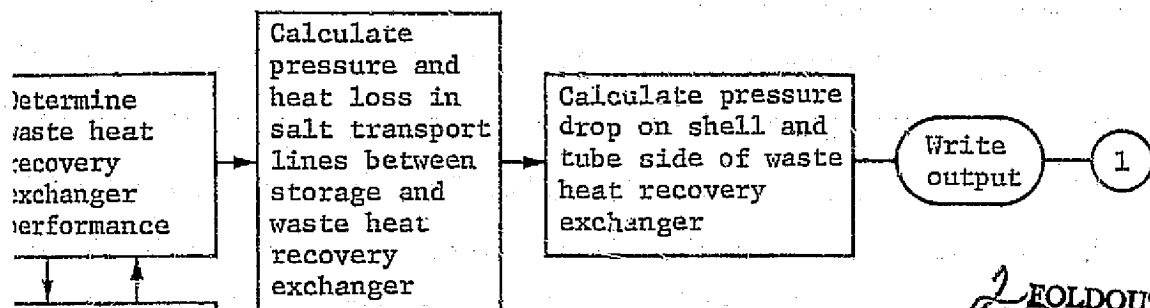 Determine
waste heat
recovery
exchanger
performance
Calculate
pressure and
heat loss in
salt transport
lines between
storage and
waste heat
recovery
exchanger
Calculate pressure
drop on shell and
tube side of waste
heat recovery
exchanger
Write
output
1
2 FOLDOUT